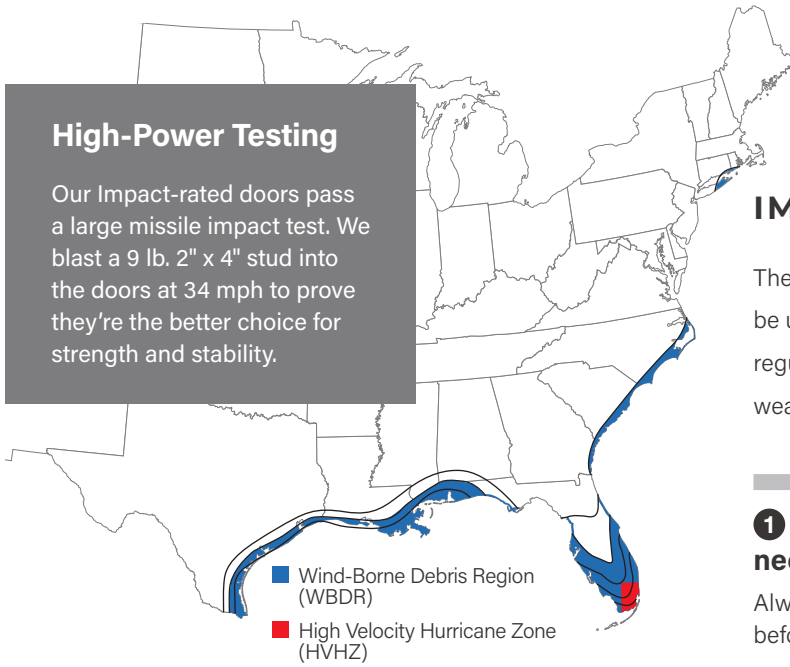 High-Power Testing
Our Impact-rated doors pass
a large missile impact test. We
blast a 9 lb. 2" x 4" stud into
the doors at 34 mph to prove
they're the better choice for
strength and stability.
Wind-Borne Debris Region
(WBDR)
High Velocity Hurricane Zone
(HVHZ)
IM
The
be u
regu
wea
1
nee
Alw
befo